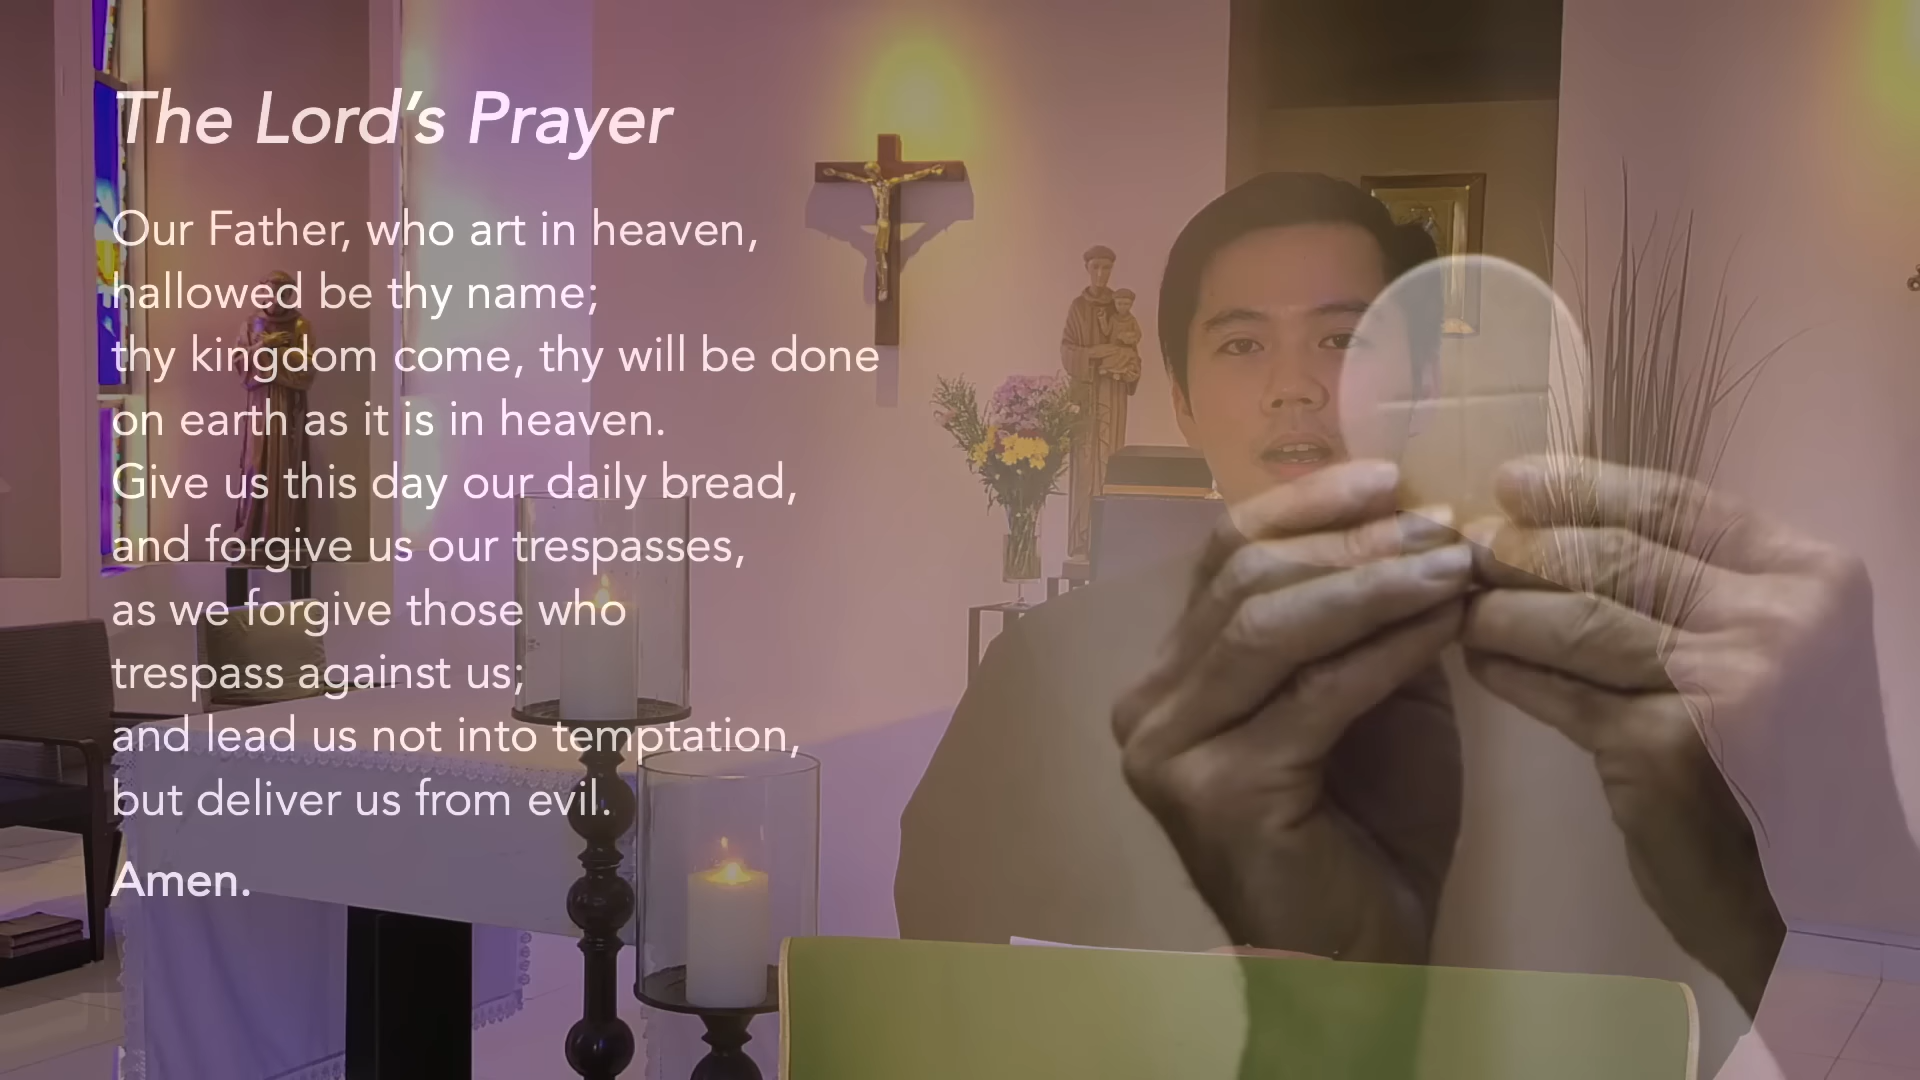 The Lord's Prayer
Our Father, who art in heaven,
hallowed be thy name;
thy kingdom come, thy will be done
on earth as it is in heaven.
Give us this day our daily bread,
and forgive us our trespasses,
as we forgive those who
trespass against us;
and lead us not into temptation,
but deliver us from evil.
Amen.